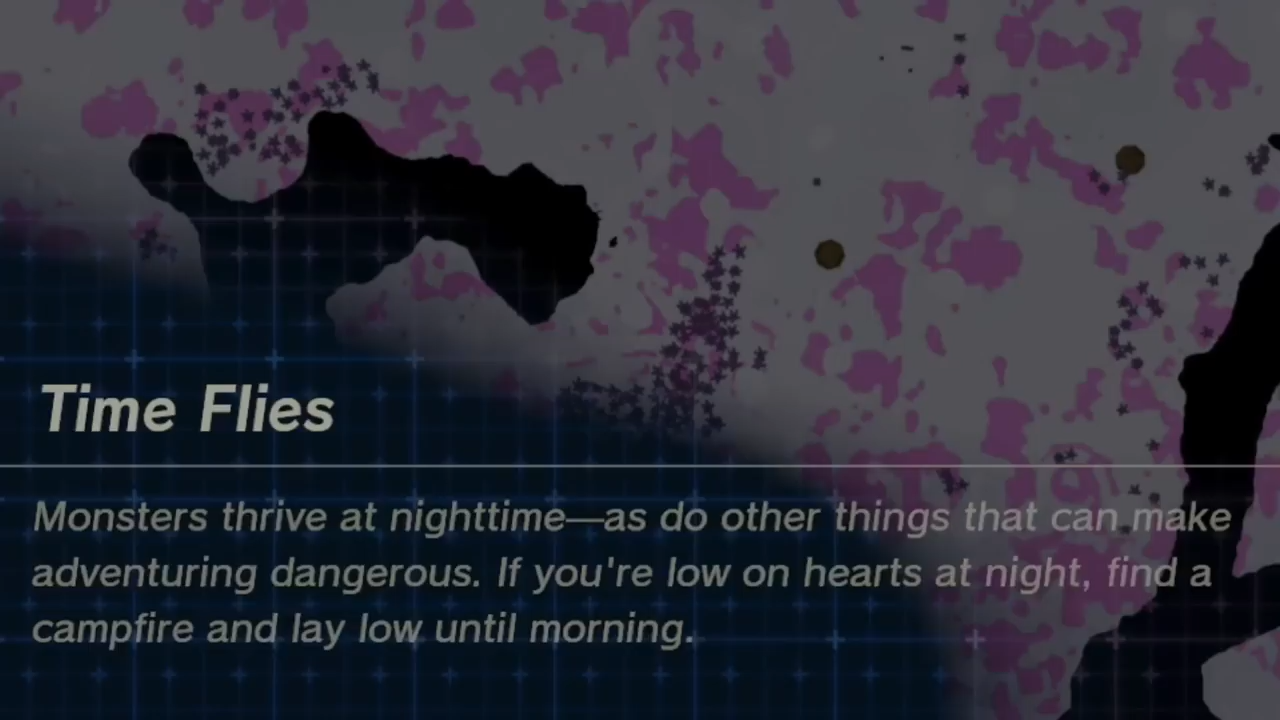 Time Flies
Monsters thrive at nighttime—as do other things that can make
adventuring dangerous. If you're low on hearts at night, find a
campfire and lay low until morning.